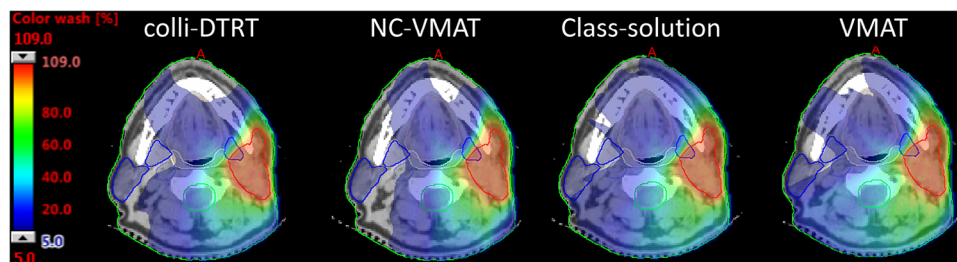 Color wash [%]
colli-DTRT NC-VMAT Class-solution VMAT
109.0
109.0
A A A A
80.0
60.0
40.0
20.0
5.0
5.0